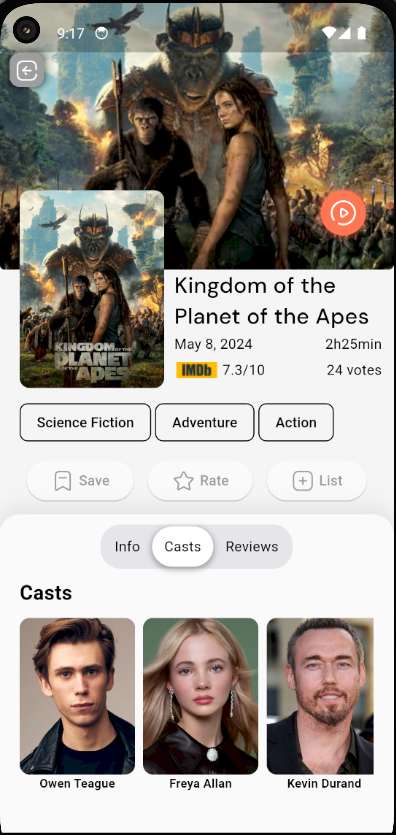 9:17
KINGDOM OF THE
PLANET
OF THE APES
Kingdom of the
Planet of the Apes
May 8, 2024 2h25min
IMDb 7.3/10 24 votes
Science Fiction Adventure Action
Save Rate List
Info Casts Reviews
Casts
Owen Teague Freya Allan Kevin Durand